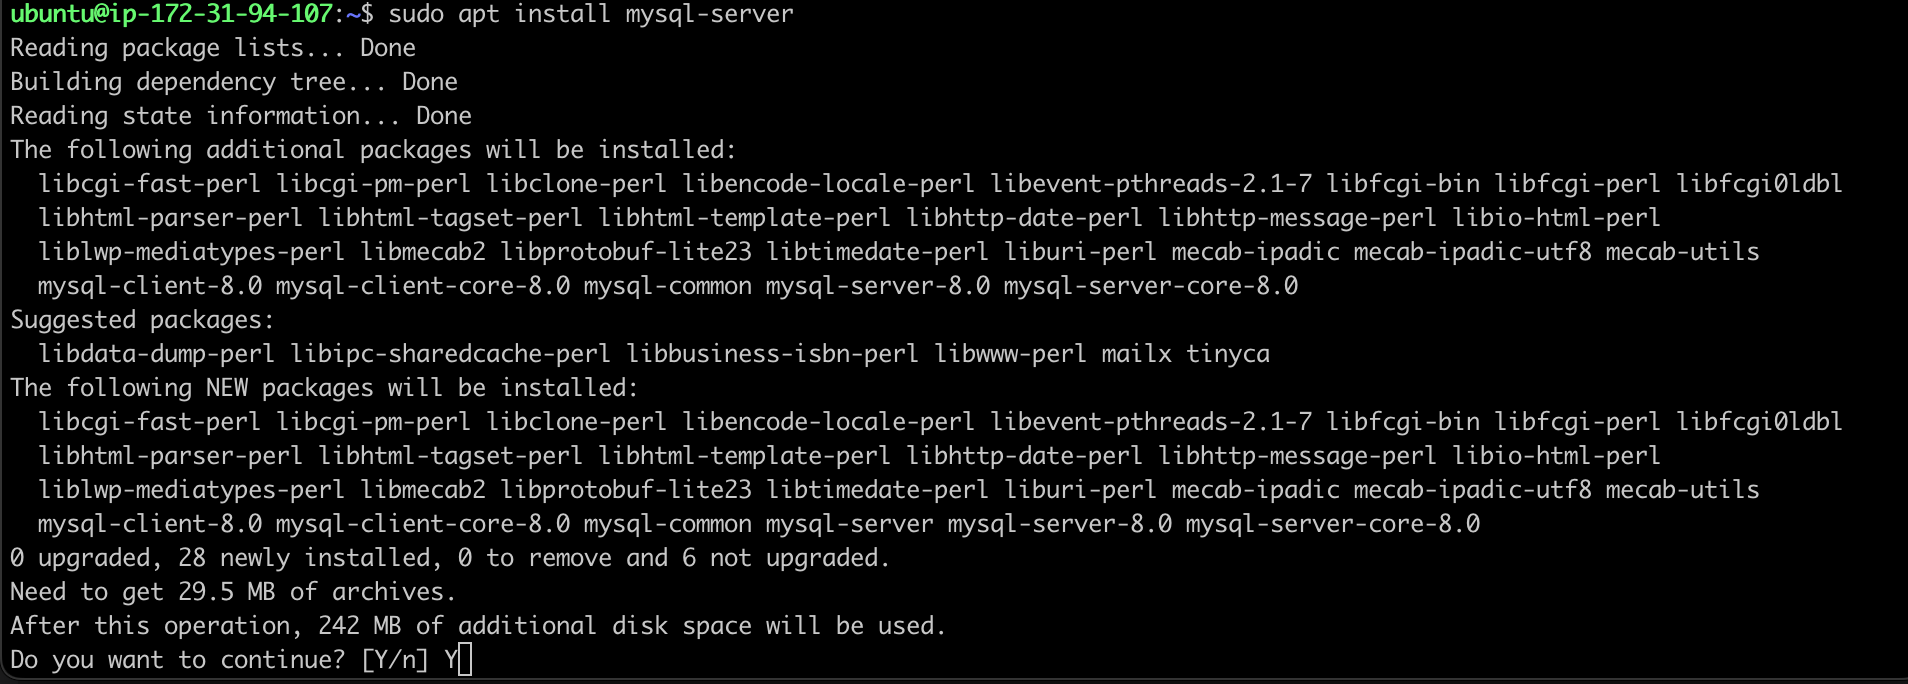 ubuntu@ip-172-31-94-107:~$ sudo apt install mysql-server
Reading package lists... Done
Building dependency tree... Done
Reading state information... Done
The following additional packages will be installed:
  libcgi-fast-perl libcgi-pm-perl libclone-perl libencode-locale-perl libevent-pthreads-2.1-7 libfcgi-bin libfcgi-perl libfcgi0ldbl
  libhtml-parser-perl libhtml-tagset-perl libhtml-template-perl libhttp-date-perl libhttp-message-perl libio-html-perl
  liblwp-mediatypes-perl libmecab2 libprotobuf-lite23 libtimedate-perl liburi-perl mecab-ipadic mecab-ipadic-utf8 mecab-utils
  mysql-client-8.0 mysql-client-core-8.0 mysql-common mysql-server-8.0 mysql-server-core-8.0
Suggested packages:
  libdata-dump-perl libipc-sharedcache-perl libbusiness-isbn-perl libwww-perl mailx tinyca
The following NEW packages will be installed:
  libcgi-fast-perl libcgi-pm-perl libclone-perl libencode-locale-perl libevent-pthreads-2.1-7 libfcgi-bin libfcgi-perl libfcgi0ldbl
  libhtml-parser-perl libhtml-tagset-perl libhtml-template-perl libhttp-date-perl libhttp-message-perl libio-html-perl
  liblwp-mediatypes-perl libmecab2 libprotobuf-lite23 libtimedate-perl liburi-perl mecab-ipadic mecab-ipadic-utf8 mecab-utils
  mysql-client-8.0 mysql-client-core-8.0 mysql-common mysql-server mysql-server-8.0 mysql-server-core-8.0
0 upgraded, 28 newly installed, 0 to remove and 6 not upgraded.
Need to get 29.5 MB of archives.
After this operation, 242 MB of additional disk space will be used.
Do you want to continue? [Y/n] Y